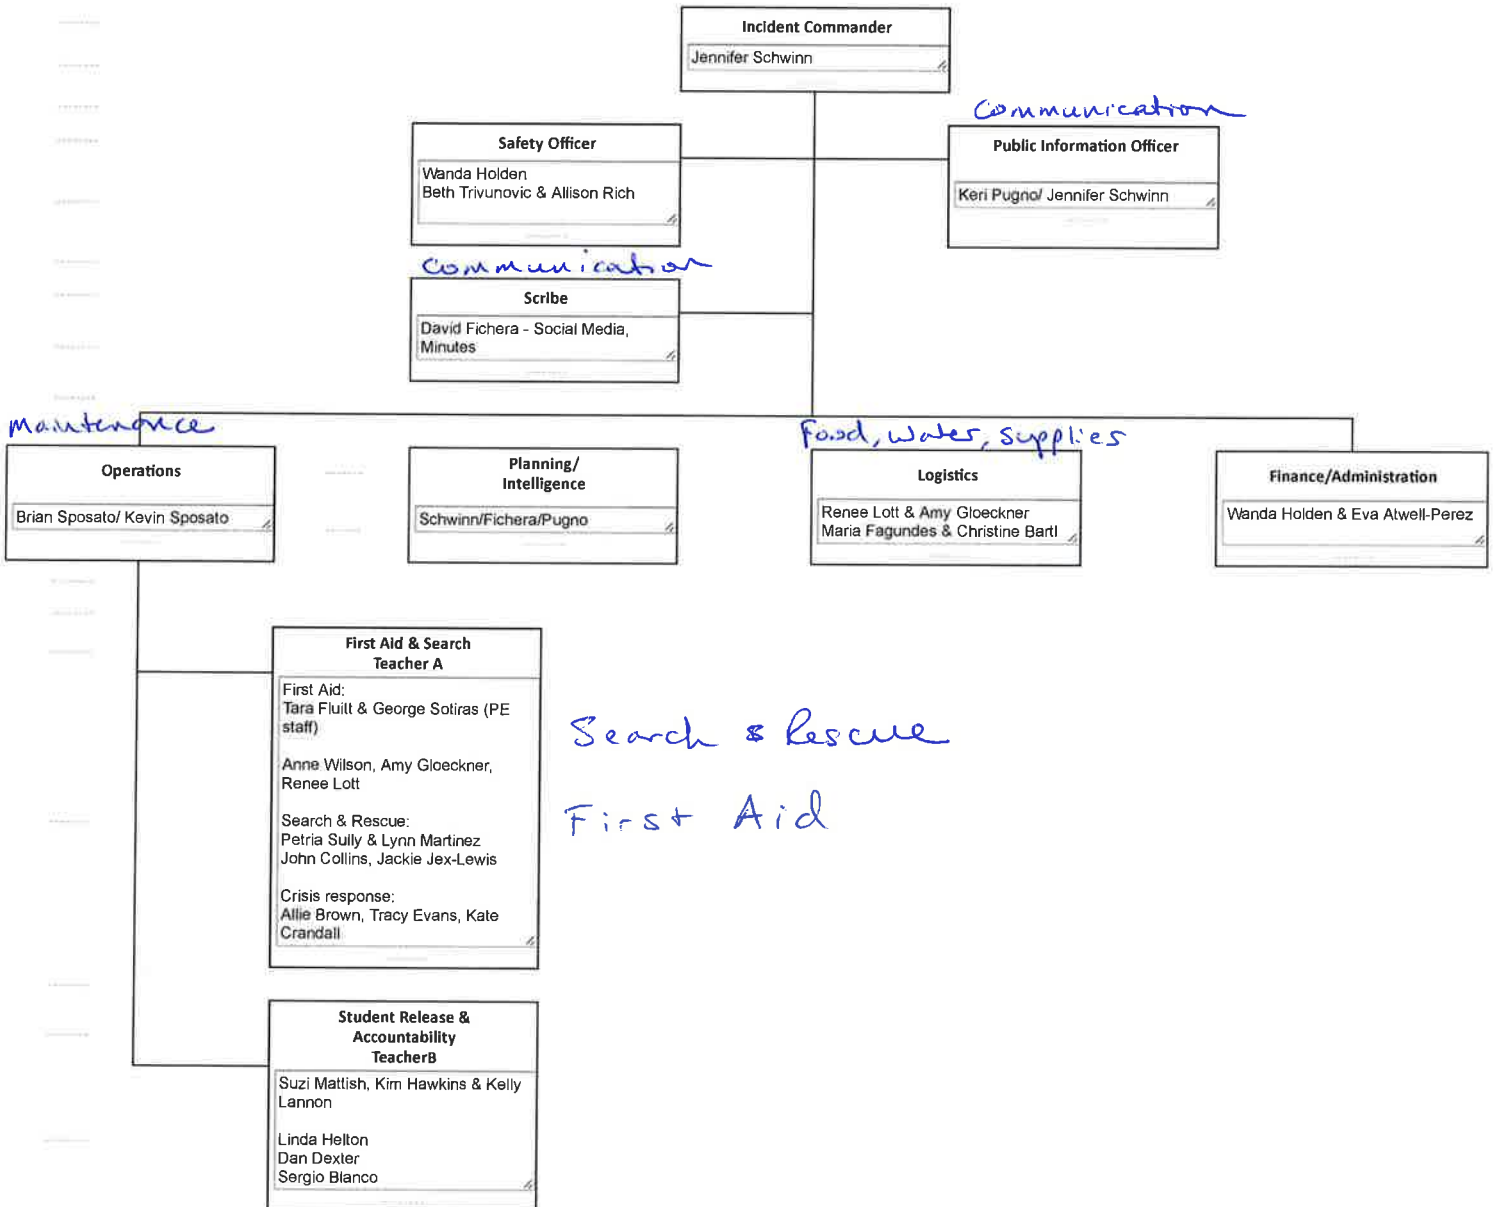 Incident Commander
Jennifer Schwinn
Communication
Safety Officer
Wanda Holden
Beth Trivunovic & Allison Rich
Public Information Officer
Keri Pugno/ Jennifer Schwinn
Communication
Scribe
David Fichera - Social Media,
Minutes
Maintenance
Operations
Brian Sposato/ Kevin Sposato
Planning/
Intelligence
Schwinn/Fichera/Pugno
Food, Water, Supplies
Logistics
Renee Lott & Amy Gloeckner
Maria Fagundes & Christine Bartl
Finance/Administration
Wanda Holden & Eva Atwell-Perez
First Aid & Search
Teacher A
First Aid:
Tara Fluitt & George Sotiras (PE
staff)
Anne Wilson, Amy Gloeckner,
Renee Lott
Search & Rescue:
Petria Sully & Lynn Martinez
John Collins, Jackie Jex-Lewis
Crisis response:
Allie Brown, Tracy Evans, Kate
Crandall
Search & Rescue
First Aid
Student Release &
Accountability
TeacherB
Suzi Mattish, Kim Hawkins & Kelly
Lannon
Linda Helton
Dan Dexter
Sergio Blanco